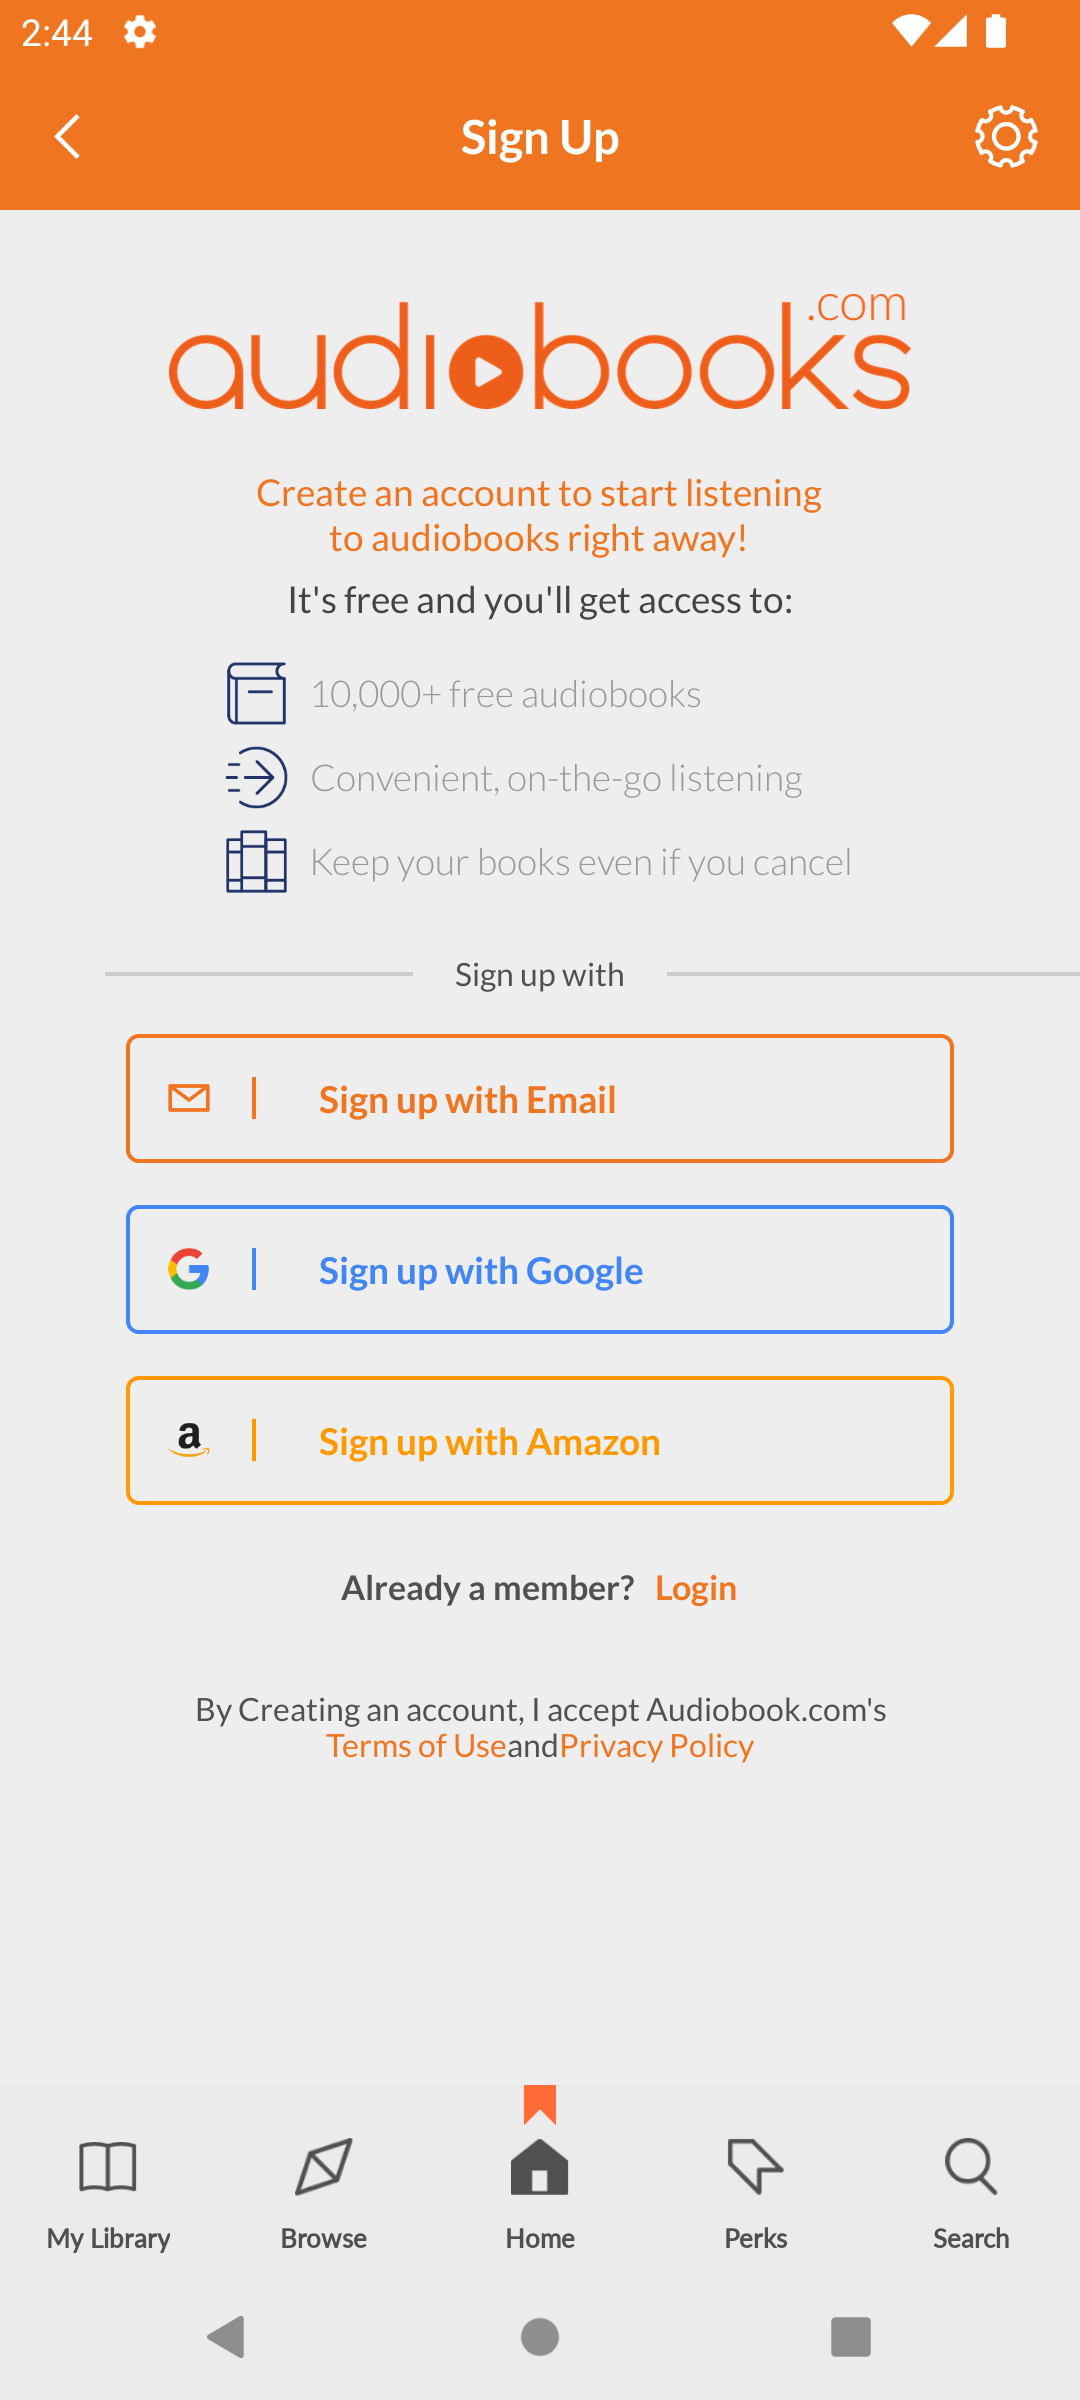 2:44
Sign Up
audiobooks.com
Create an account to start listening
to audiobooks right away!
It's free and you'll get access to:
10,000+ free audiobooks
Convenient, on-the-go listening
Keep your books even if you cancel
Sign up with
Sign up with Email
Sign up with Google
a
Sign up with Amazon
Already a member? Login
By Creating an account, I accept Audiobook.com's
Terms of UseandPrivacy Policy
My Library
Browse
Home
Perks
Search